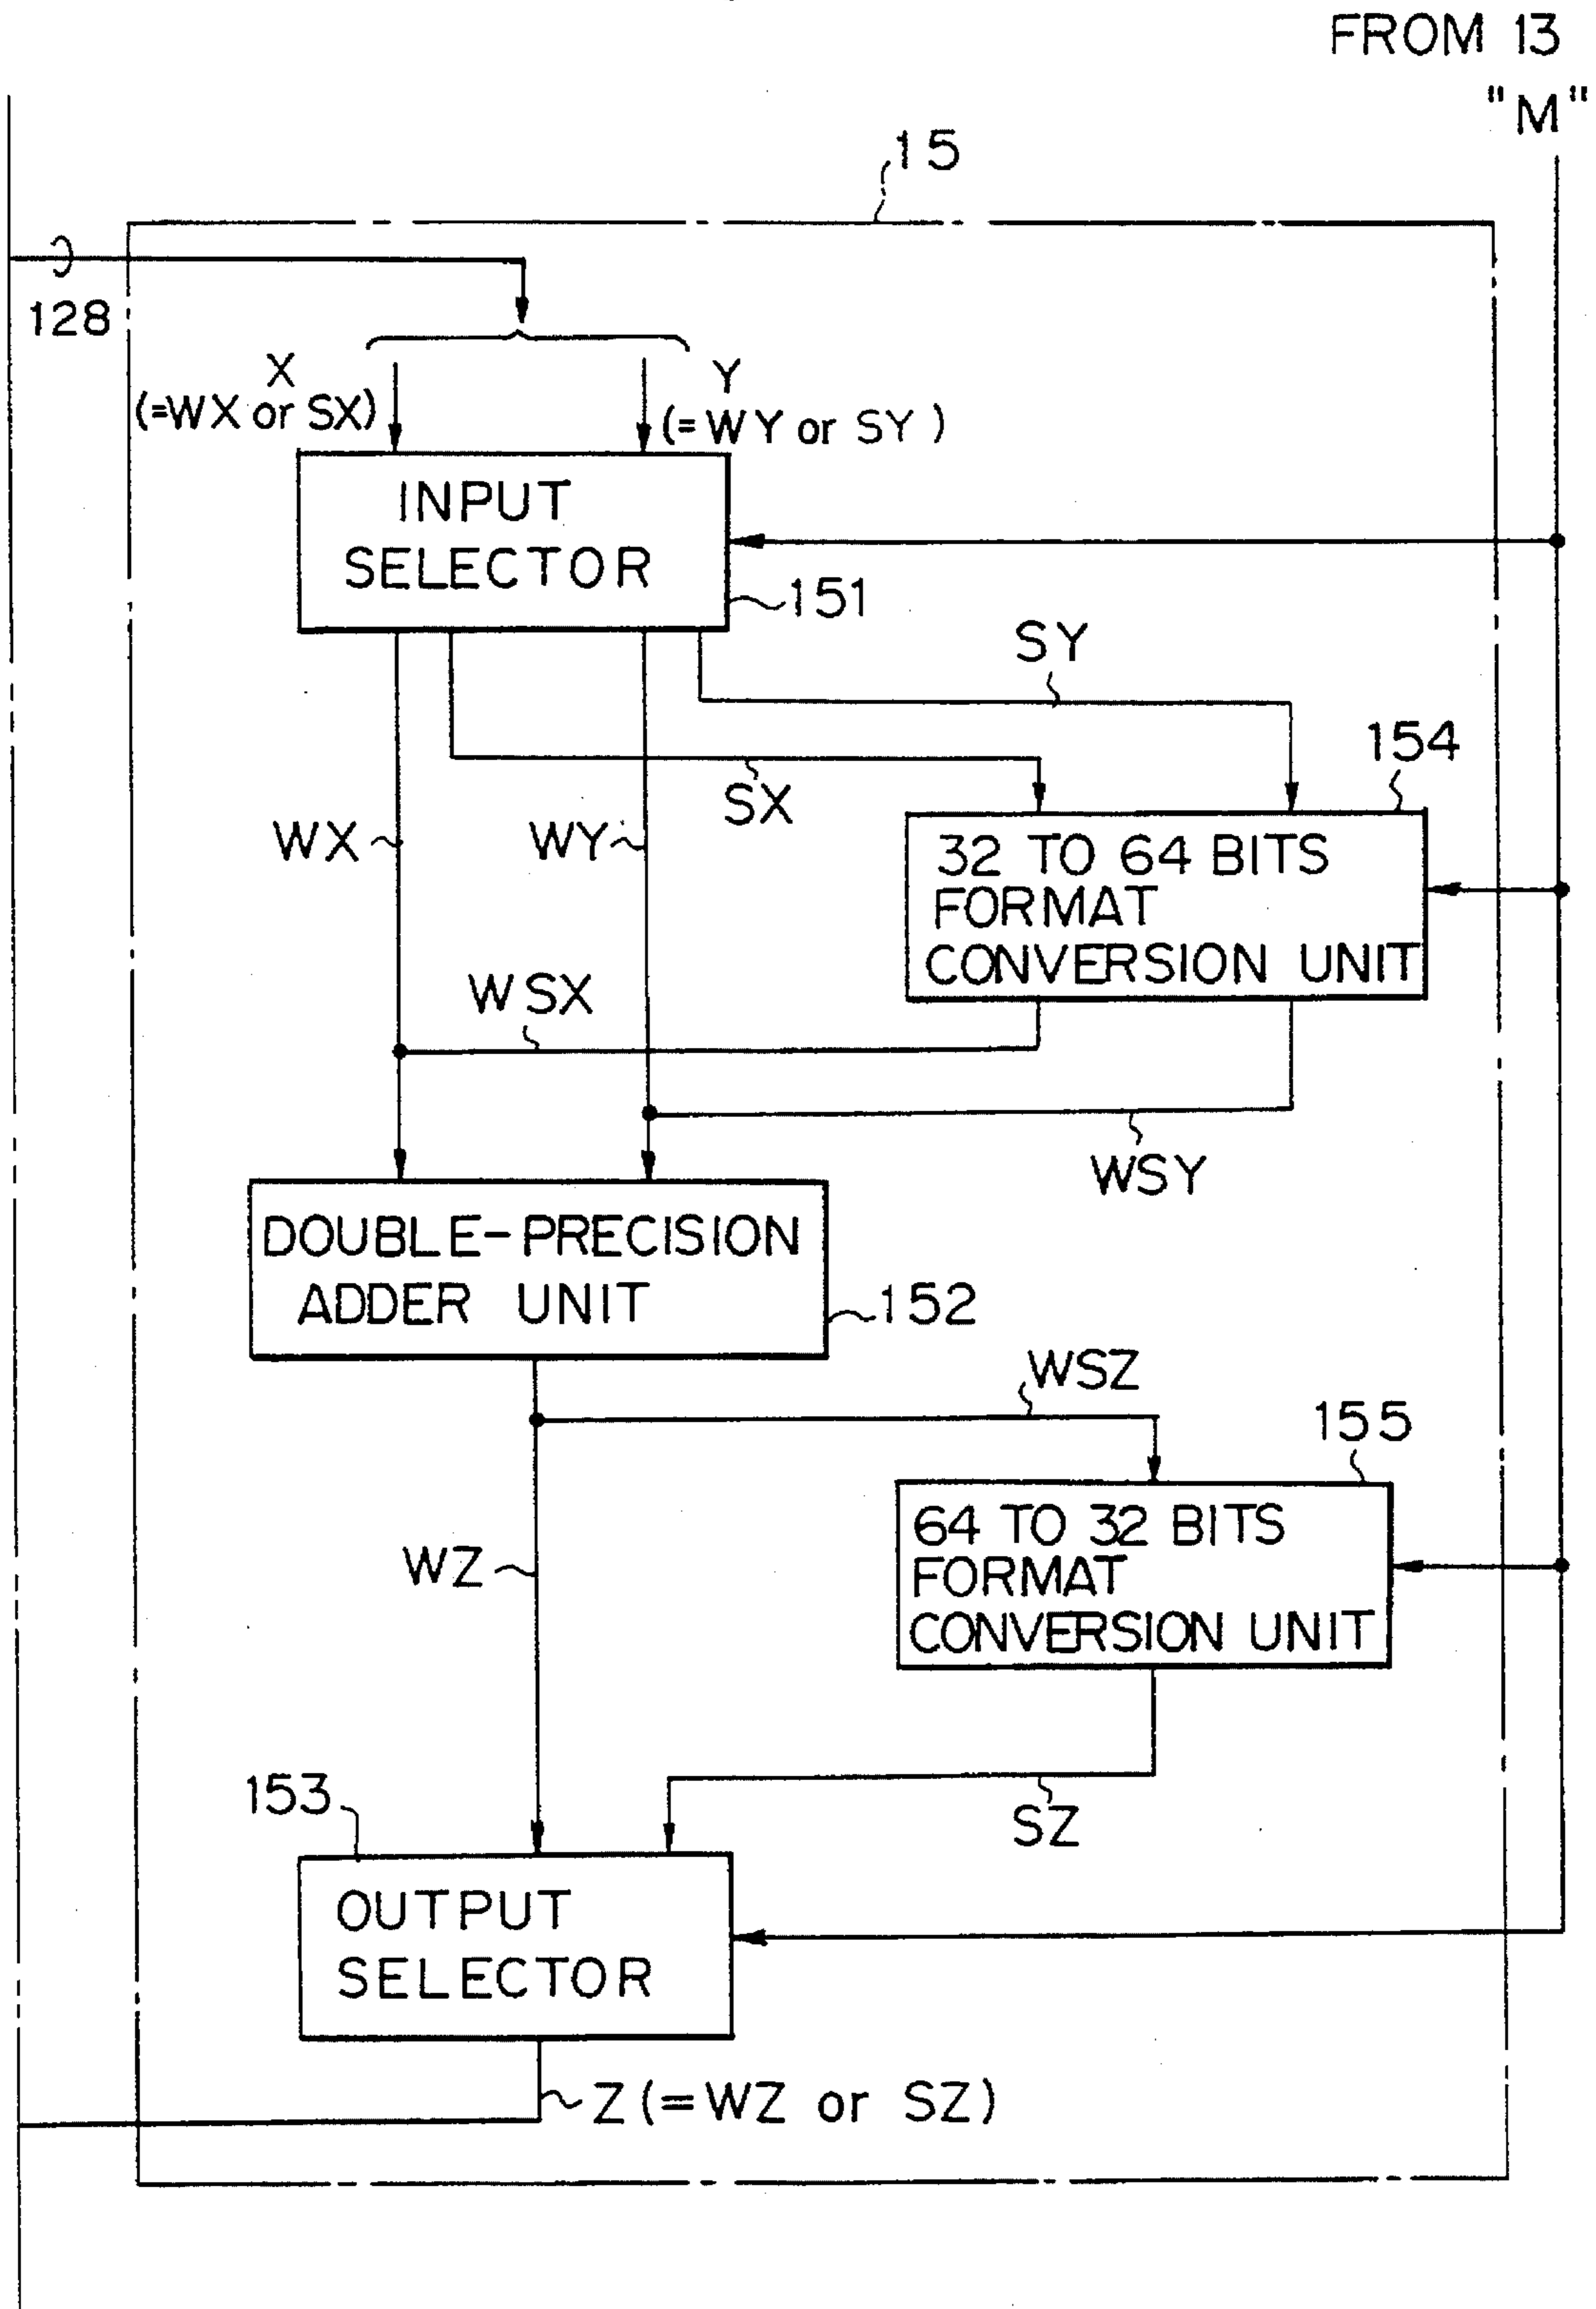 FROM 13
"M"
15
128
X
(=WX or SX)
Y
(=WY or SY)
INPUT
SELECTOR
151
SY
154
SX
WX
WY
32 TO 64 BITS
FORMAT
CONVERSION UNIT
WSX
WSY
DOUBLE-PRECISION
ADDER UNIT
152
WSZ
155
64 TO 32 BITS
FORMAT
CONVERSION UNIT
WZ
153
SZ
OUTPUT
SELECTOR
Z (=WZ or SZ)